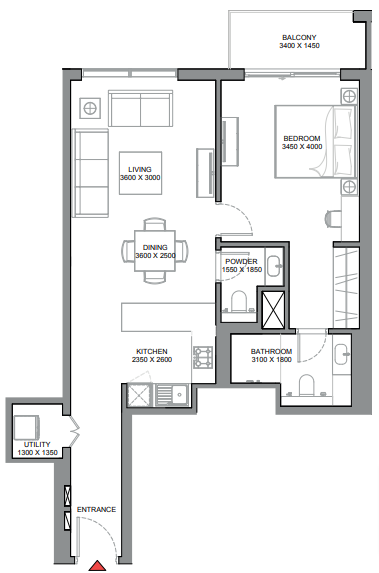 BALCONY
3400 X 1450
BEDROOM
3450 X 4000
LIVING
3600 X 3000
DINING
3600 X 2500
POWDER
1550 X 1850
KITCHEN
2350 X 2600
BATHROOM
3100 X 1800
UTILITY
1300 X 1350
ENTRANCE